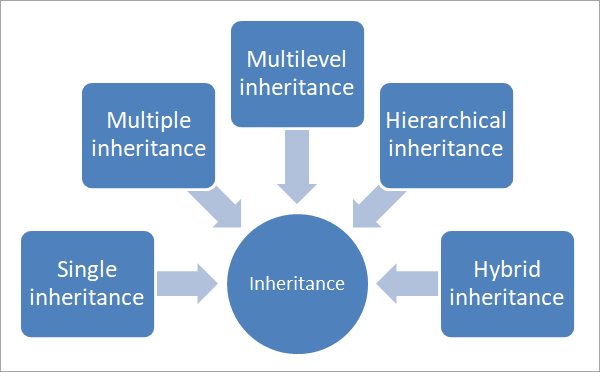 Multilevel
inheritance
Multiple
inheritance
Hierarchical
inheritance
Single
inheritance
Inheritance
Hybrid
inheritance